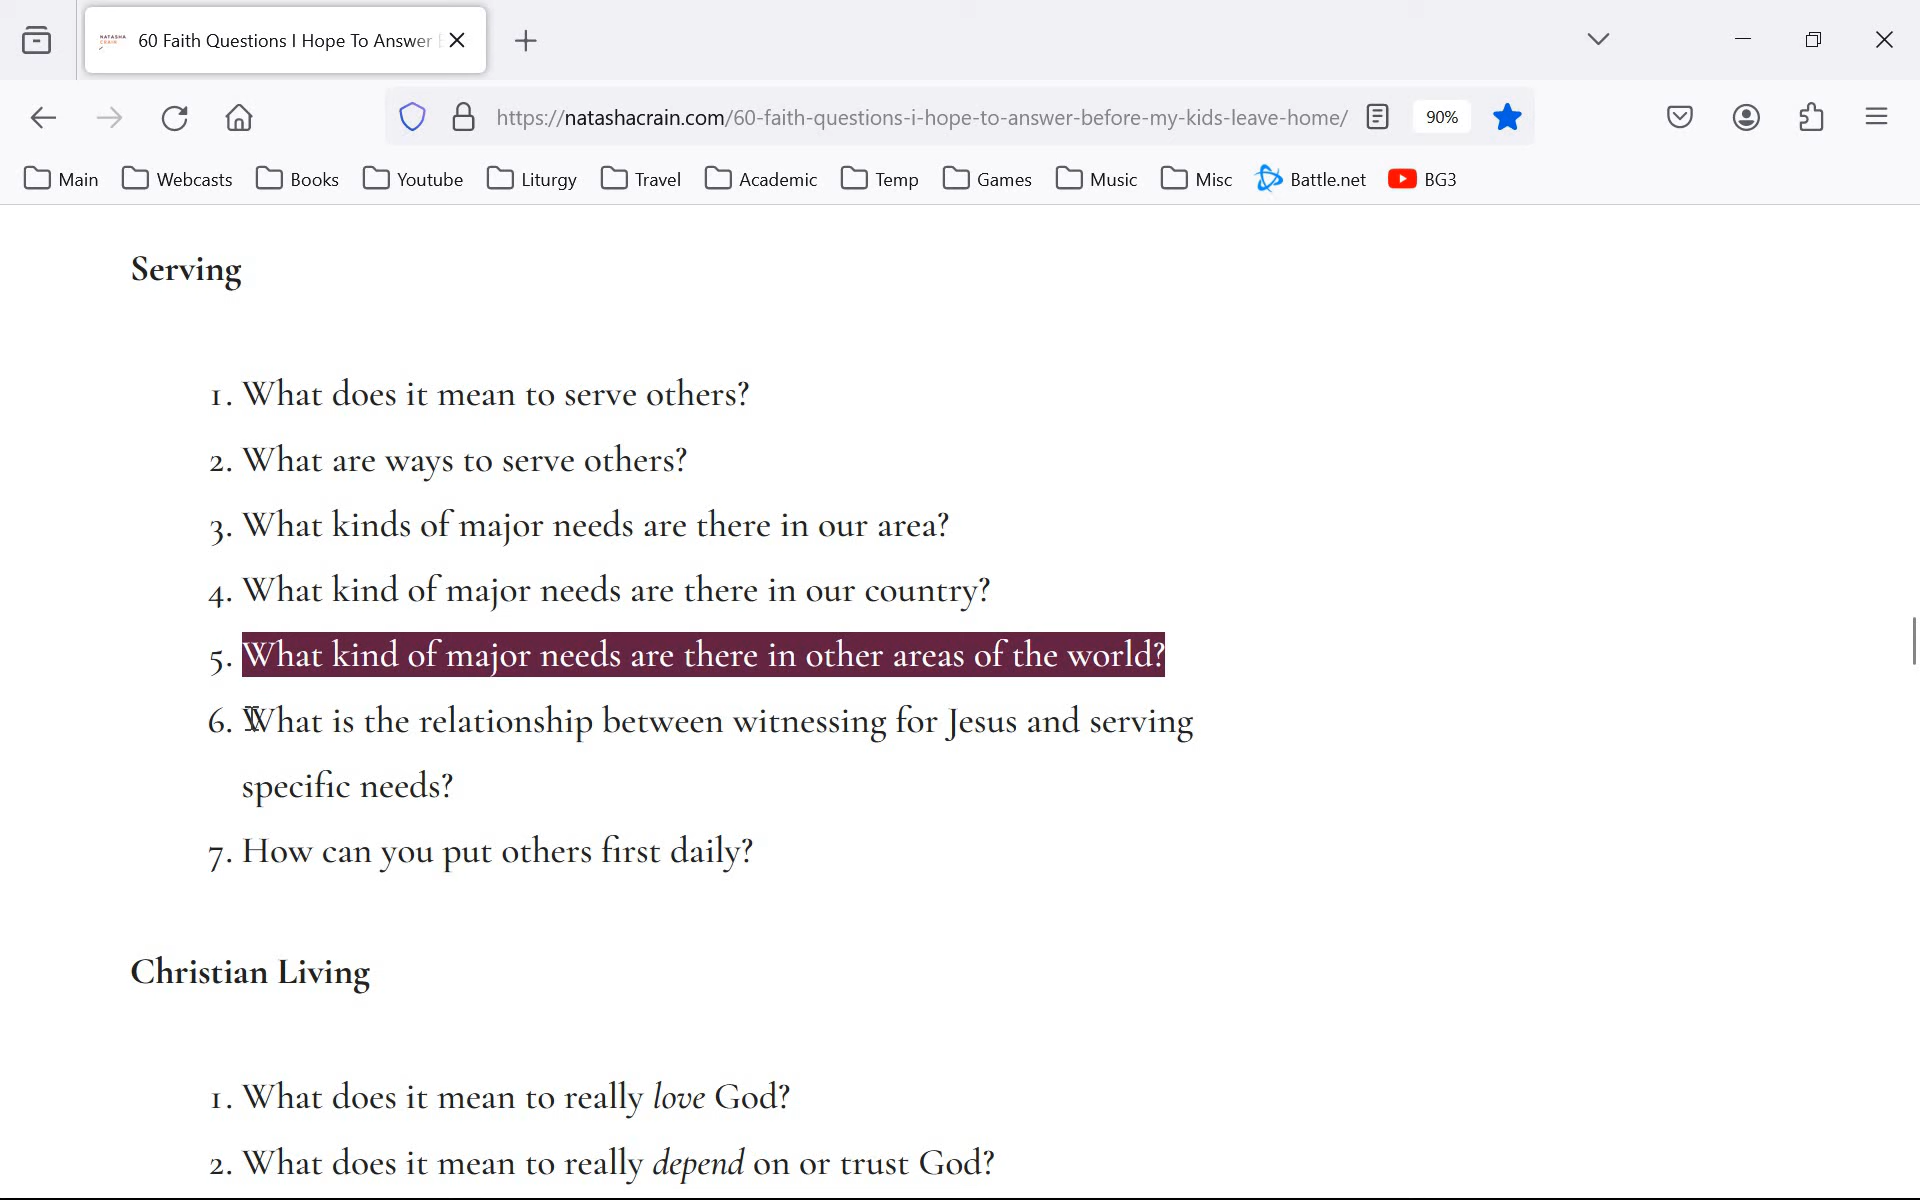 NATASHA CRAIN
60 Faith Questions I Hope To Answer
https://natashacrain.com/60-faith-questions-i-hope-to-answer-before-my-kids-leave-home/ 90%
Main Webcasts Books Youtube Liturgy Travel Academic Temp Games Music Misc Battle.net BG3
Serving
1. What does it mean to serve others?
2. What are ways to serve others?
3. What kinds of major needs are there in our area?
4. What kind of major needs are there in our country?
5. What kind of major needs are there in other areas of the world?
6. What is the relationship between witnessing for Jesus and serving
specific needs?
7. How can you put others first daily?
Christian Living
1. What does it mean to really love God?
2. What does it mean to really depend on or trust God?